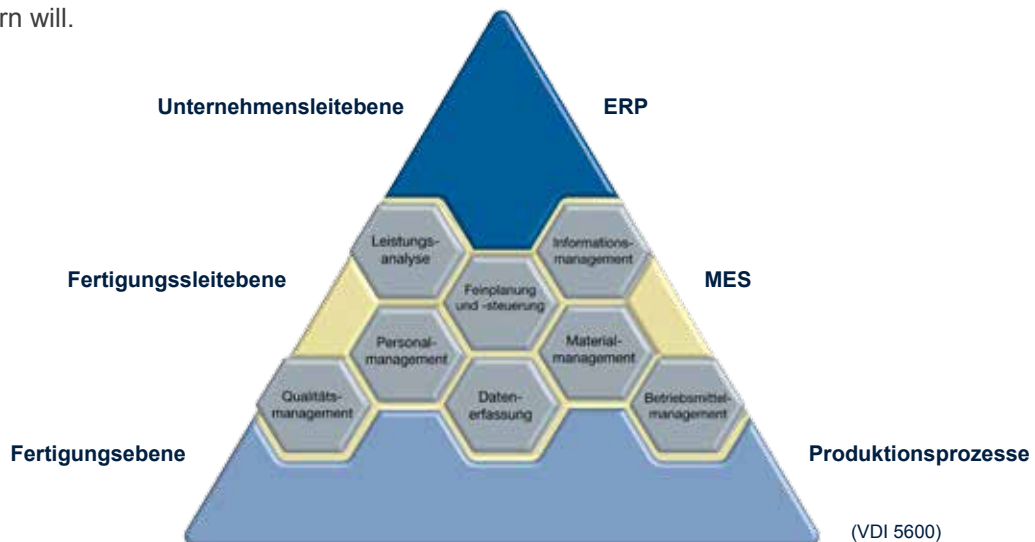 rn will.
Unternehmensleitebene
ERP
Leistungs-
analyse
Informations-
management
Fertigungssleitebene
MES
Feinplanung
und -steuerung
Personal-
management
Material-
management
Qualitäts-
management
Daten-
erfassung
Betriebsmittel-
management
Fertigungsebene
Produktionsprozesse
(VDI 5600)